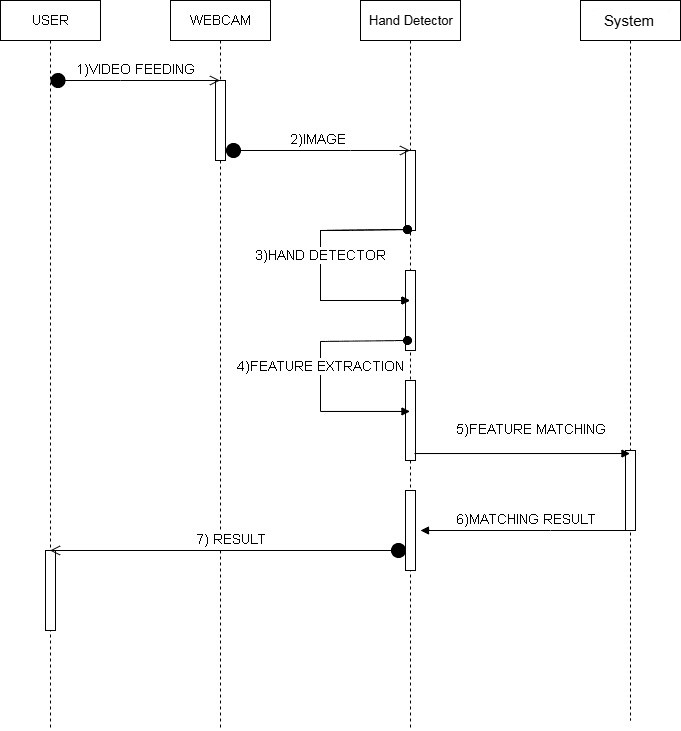 USER
WEBCAM
Hand Detector
System
1)VIDEO FEEDING
2)IMAGE
3)HAND DETECTOR
4)FEATURE EXTRACTION
5)FEATURE MATCHING
6)MATCHING RESULT
7) RESULT